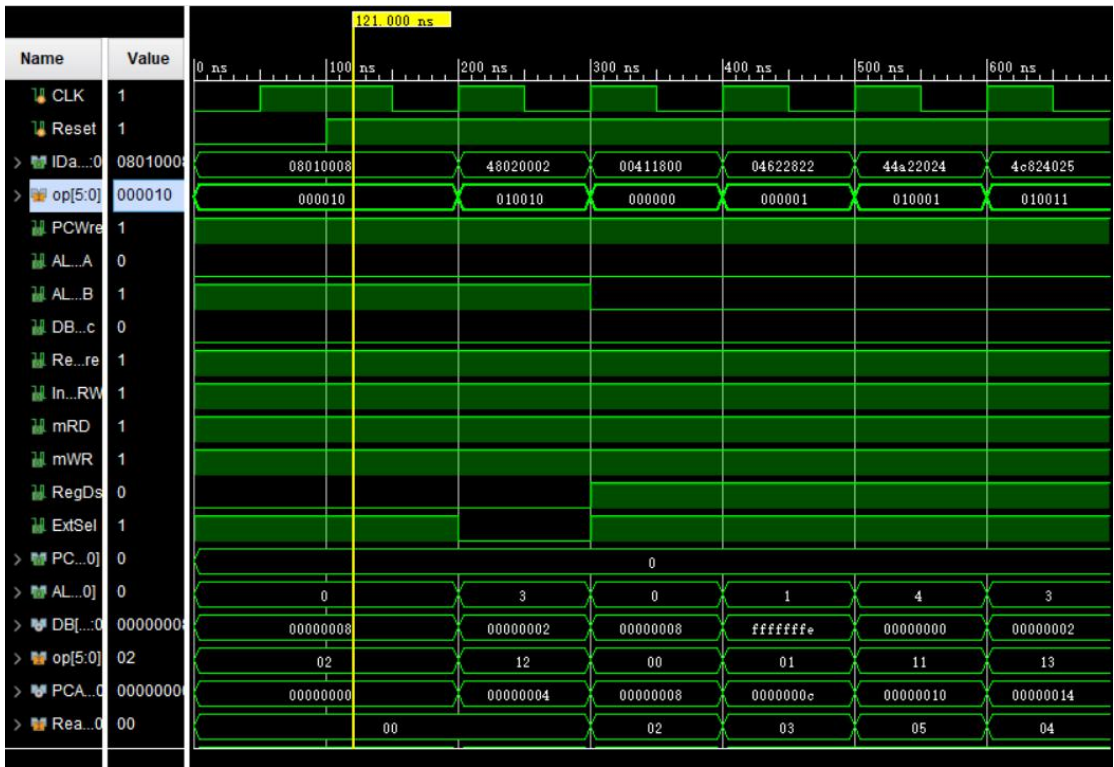 121.000 ns
Name Value
0 ns 100 ns 200 ns 300 ns 400 ns 500 ns 600 ns
CLK 1
Reset 1
IDa...:0 08010008 08010008 48020002 00411800 04622822 44a22024 4c824025
op[5:0] 000010 000010 010010 000000 000001 010001 010011
PCWre 1
AL...A 0
AL...B 1
DB...c 0
Re...re 1
In...RW 1
mRD 1
mWR 1
RegDs 0
ExtSel 1
PC...0] 0 0
AL...0] 0 0 3 0 1 4 3
DB[...:0 00000008 00000008 00000002 00000008 fffffffe 00000000 00000002
op[5:0] 02 02 12 00 01 11 13
PCA...0 00000000 00000000 00000004 00000008 0000000c 00000010 00000014
Rea...0 00 00 02 03 05 04